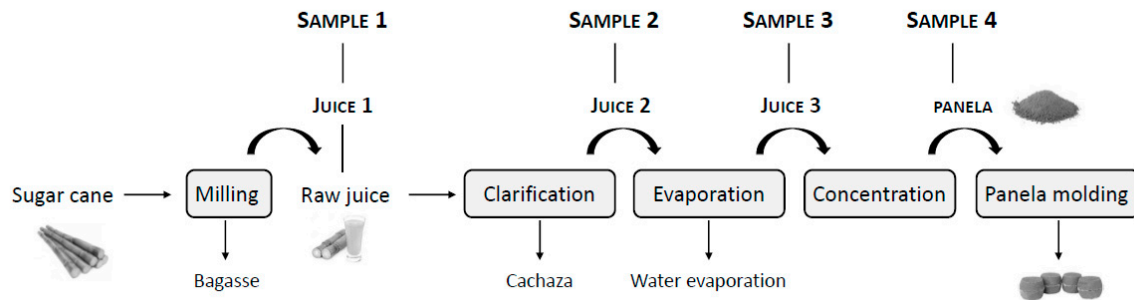 SAMPLE 1
SAMPLE 2
SAMPLE 3
SAMPLE 4
JUICE 1
JUICE 2
JUICE 3
PANELA
Sugar cane
Milling
Raw juice
Clarification
Evaporation
Concentration
Panela molding
Bagasse
Cachaza
Water evaporation